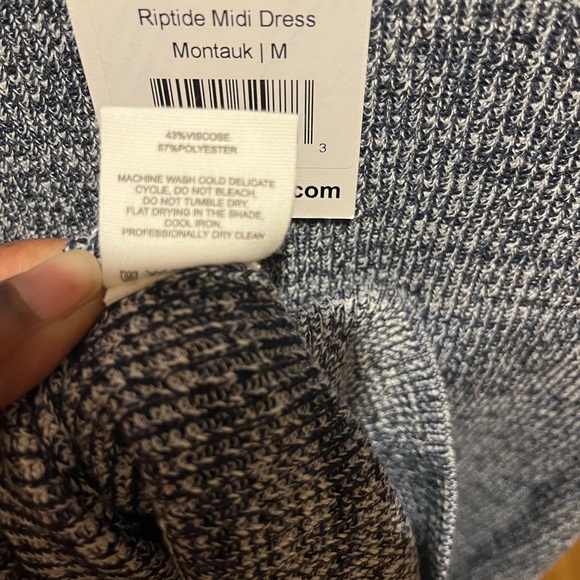 Riptide Midi Dress
Montauk | M
3
.com
43%VISCOSE
57%POLYESTER
MACHINE WASH COLD DELICATE
CYCLE, DO NOT BLEACH,
DO NOT TUMBLE DRY,
FLAT DRYING IN THE SHADE,
COOL IRON,
PROFESSIONALLY DRY CLEAN